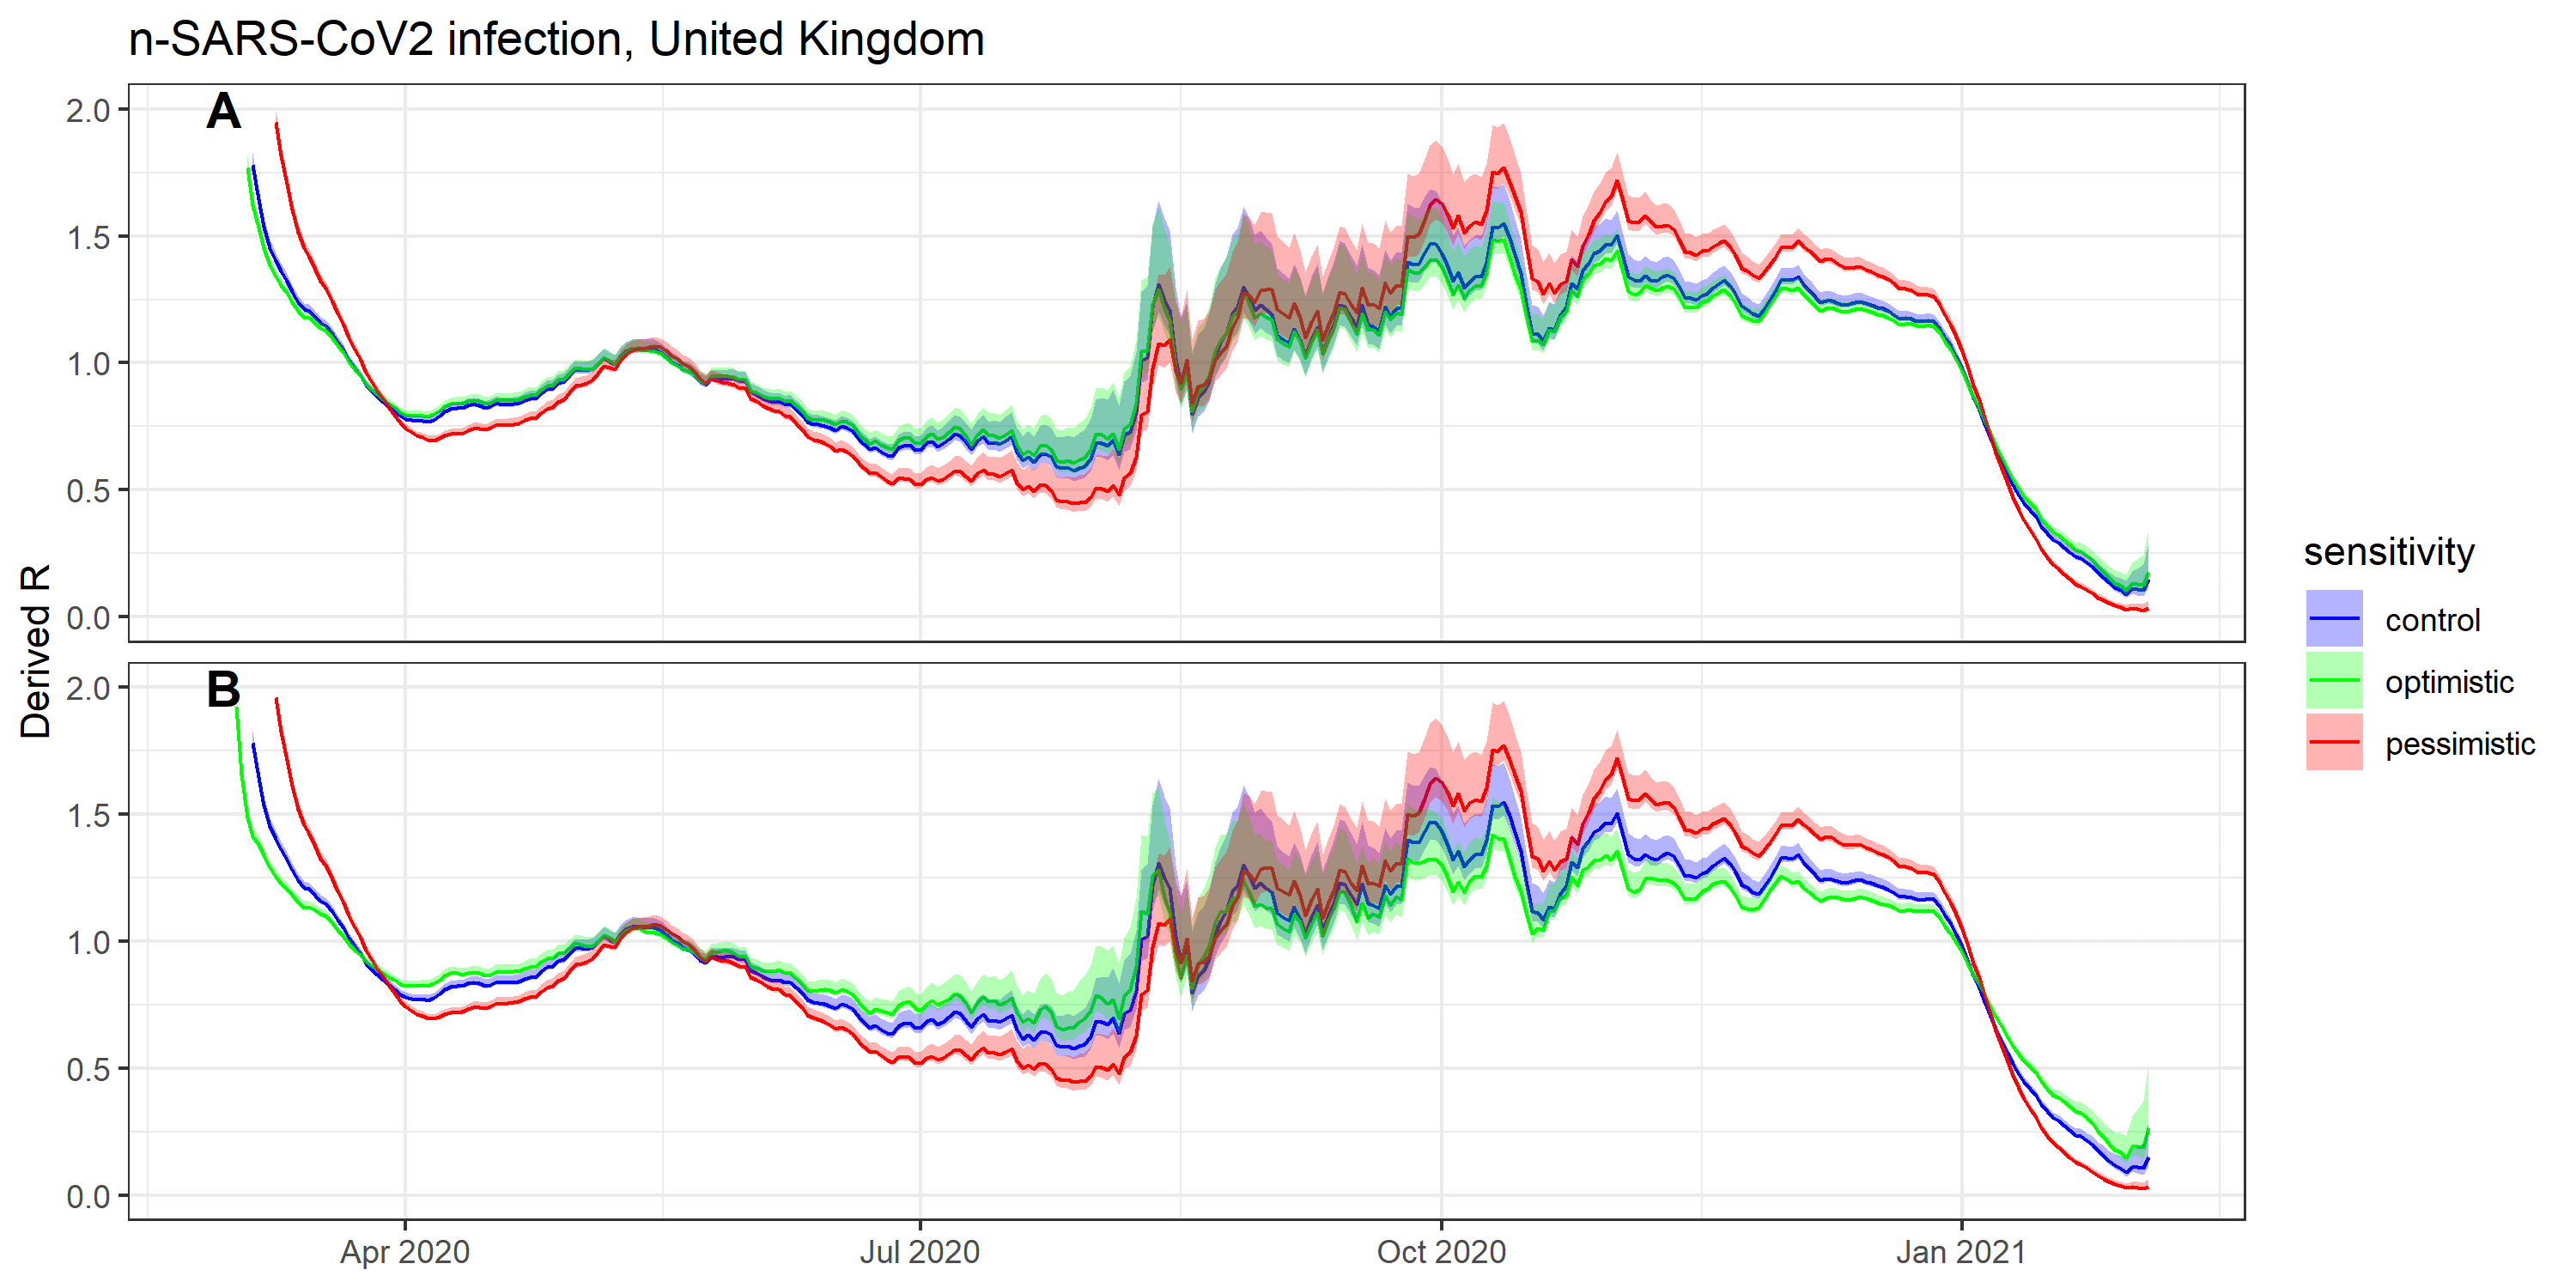 n-SARS-CoV2 infection, United Kingdom
A
2.0
1.5
1.0
0.5
0.0
B
2.0
1.5
1.0
0.5
0.0
Derived R
Apr 2020
Jul 2020
Oct 2020
Jan 2021
sensitivity
control
optimistic
pessimistic